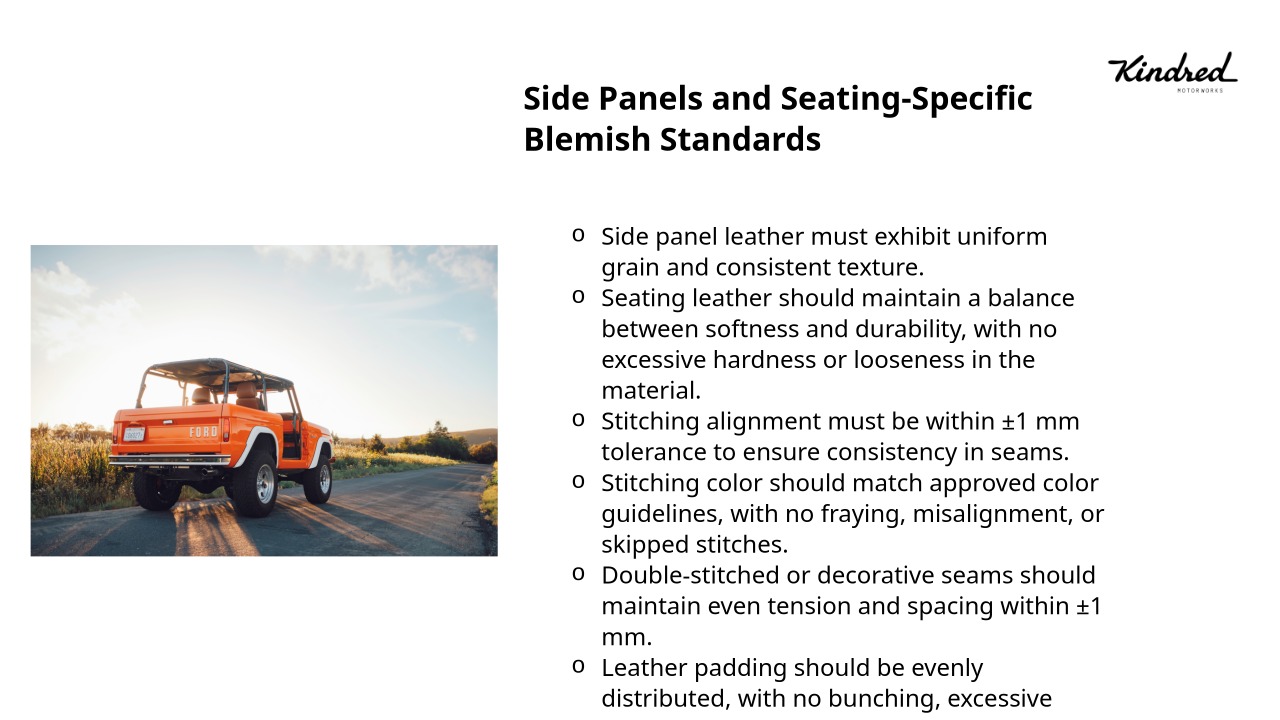 Kindred
MOTORWORKS
Side Panels and Seating-Specific
Blemish Standards
o Side panel leather must exhibit uniform
grain and consistent texture.
o Seating leather should maintain a balance
between softness and durability, with no
excessive hardness or looseness in the
material.
o Stitching alignment must be within ±1 mm
tolerance to ensure consistency in seams.
o Stitching color should match approved color
guidelines, with no fraying, misalignment, or
skipped stitches.
o Double-stitched or decorative seams should
maintain even tension and spacing within ±1
mm.
o Leather padding should be evenly
distributed, with no bunching, excessive
FORD